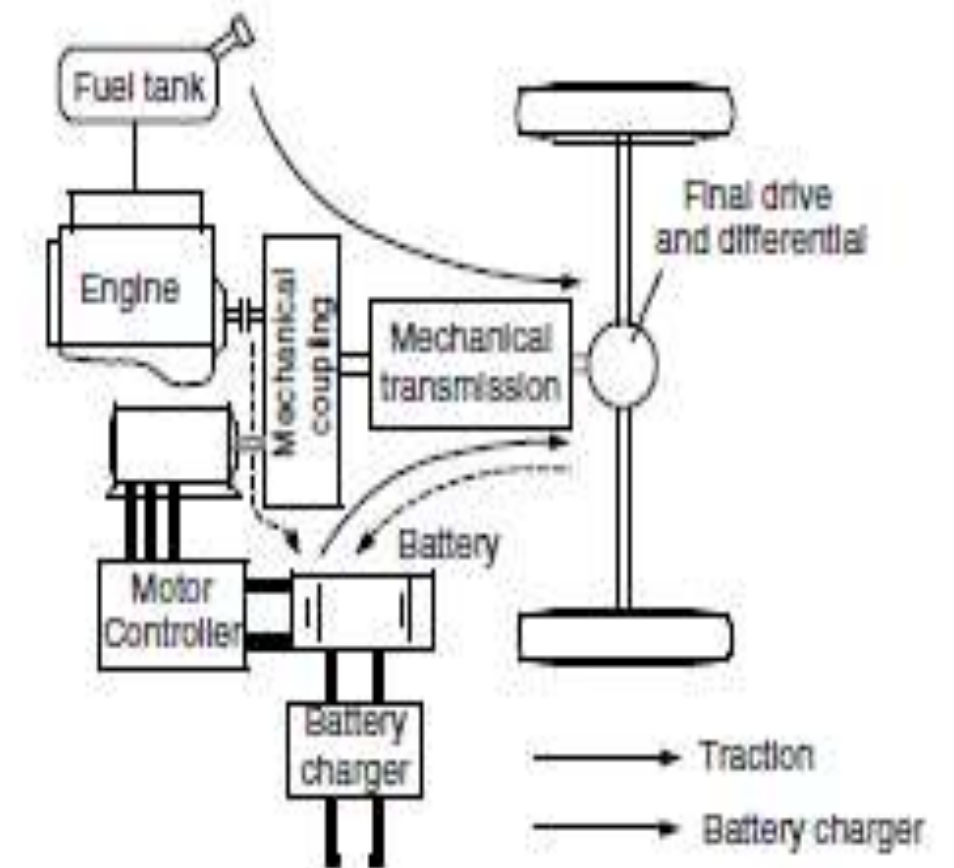 Fuel tank
Final drive
and differential
Engine
Mechanical
coupling
Mechanical
transmission
Battery
Motor
Controller
Battery
charger
Traction
Battery charger